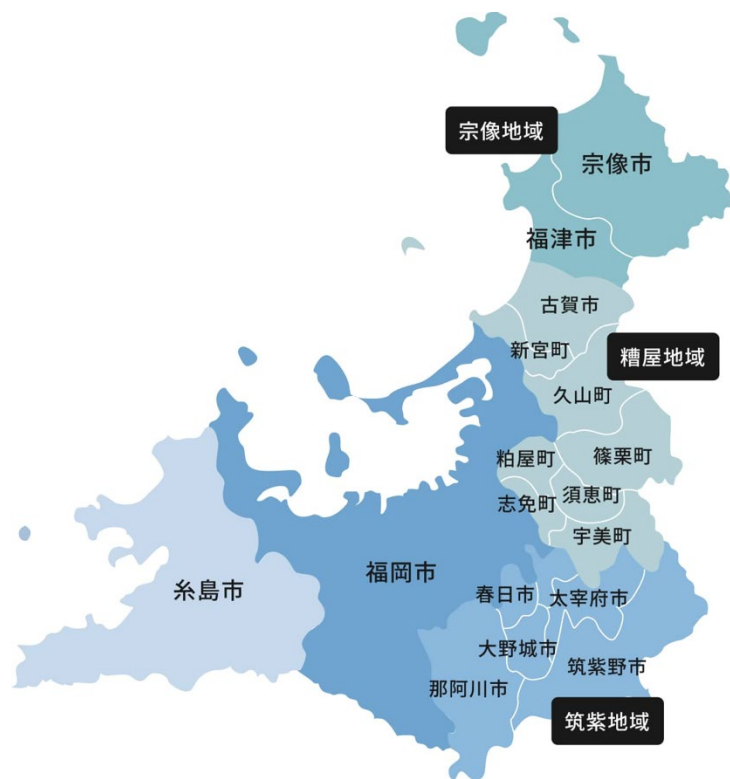 宗像地域
宗像市
福津市
古賀市
新宮町
糟屋地域
久山町
粕屋町
篠栗町
志免町
須恵町
宇美町
福岡市
糸島市
春日市
太宰府市
大野城市
筑紫野市
那珂川市
筑紫地域